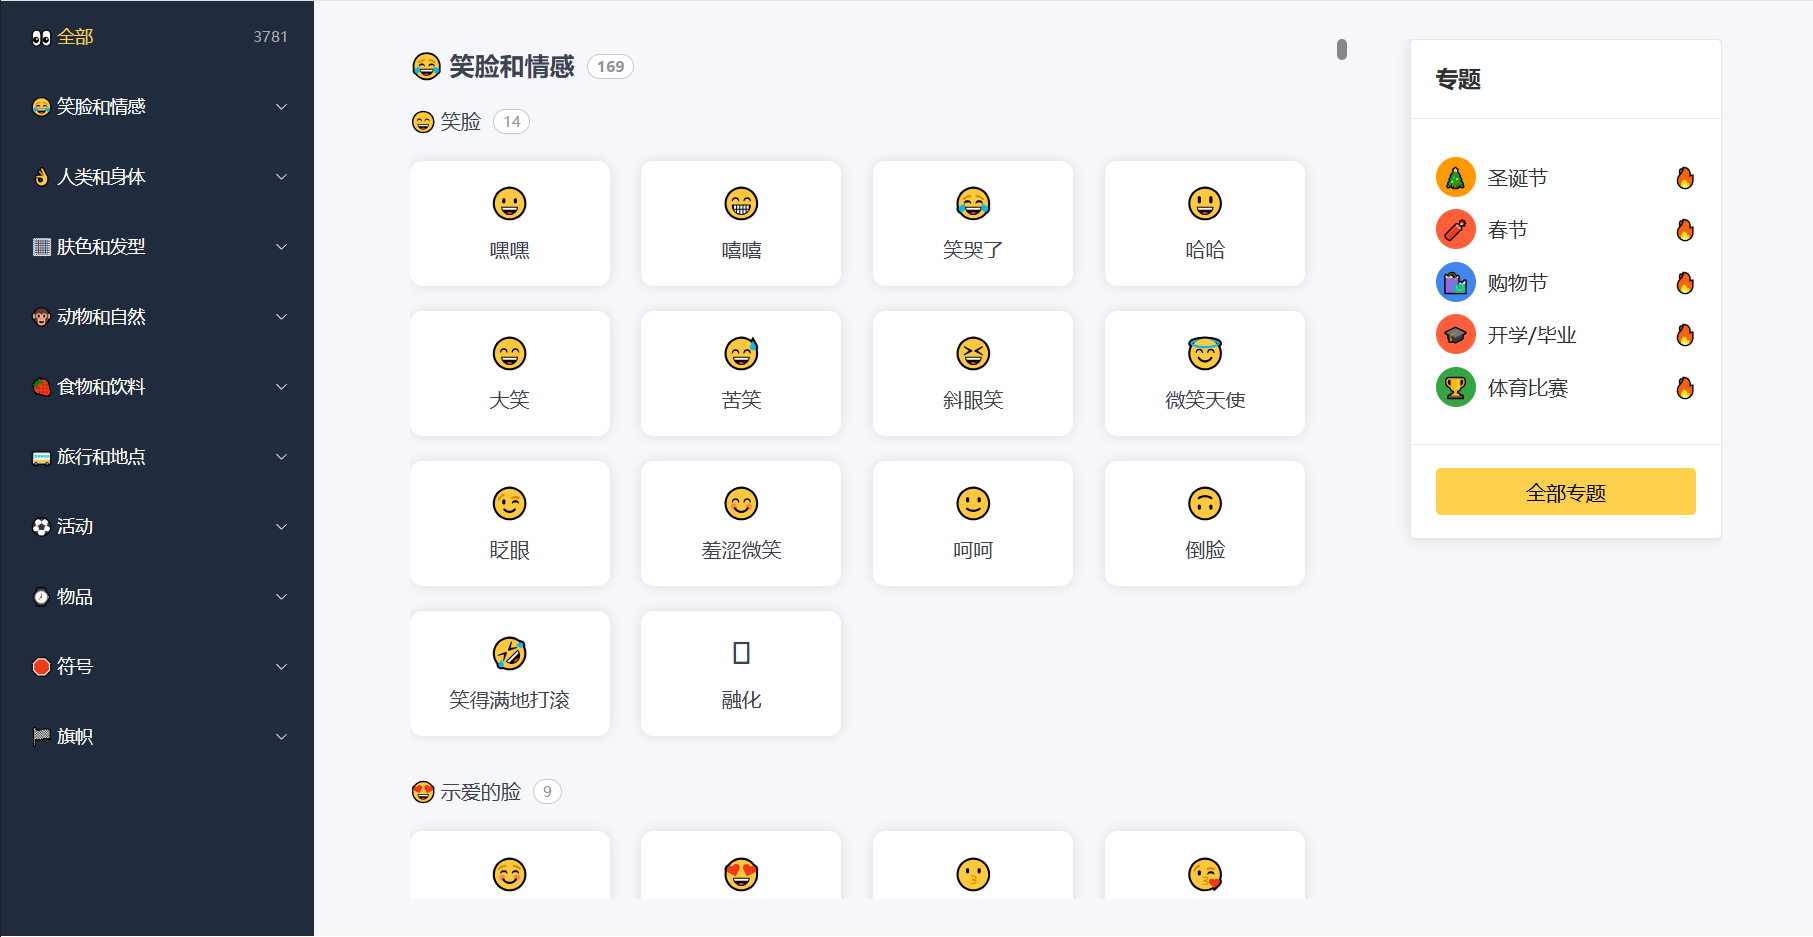 全部 3781
笑脸和情感
人类和身体
肤色和发型
动物和自然
食物和饮料
旅行和地点
活动
物品
符号
旗帜
笑脸和情感 169
笑脸 14
嘿嘿 嘻嘻 笑哭了 哈哈
大笑 苦笑 斜眼笑 微笑天使
眨眼 羞涩微笑 呵呵 倒脸
笑得满地打滚 融化
示爱的脸 9
专题
圣诞节
春节
购物节
开学/毕业
体育比赛
全部专题